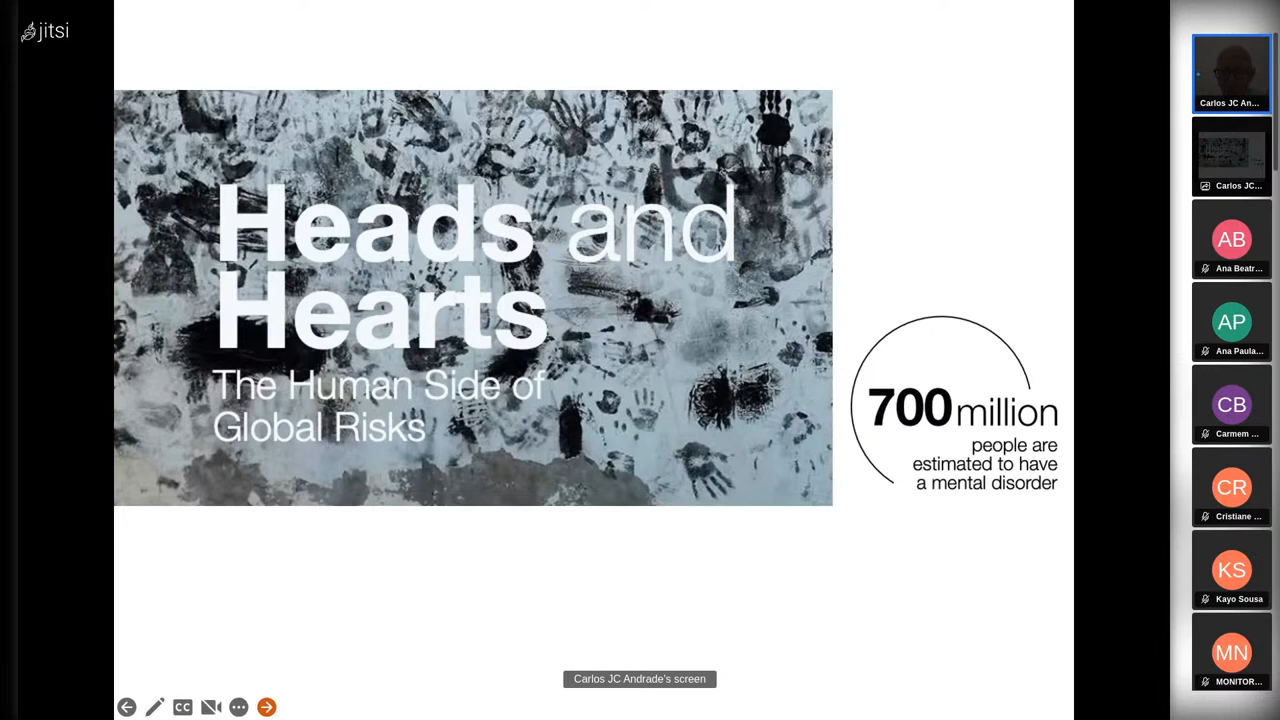 jitsi
Heads and
Hearts
The Human Side of
Global Risks
700 million
people are
estimated to have
a mental disorder
Carlos JC Andrade's screen
CC
Carlos JC An...
Carlos JC...
AB
Ana Beatr...
AP
Ana Paula...
CB
Carmem ...
CR
Cristiane ...
KS
Kayo Sousa
MN
MONITOR...